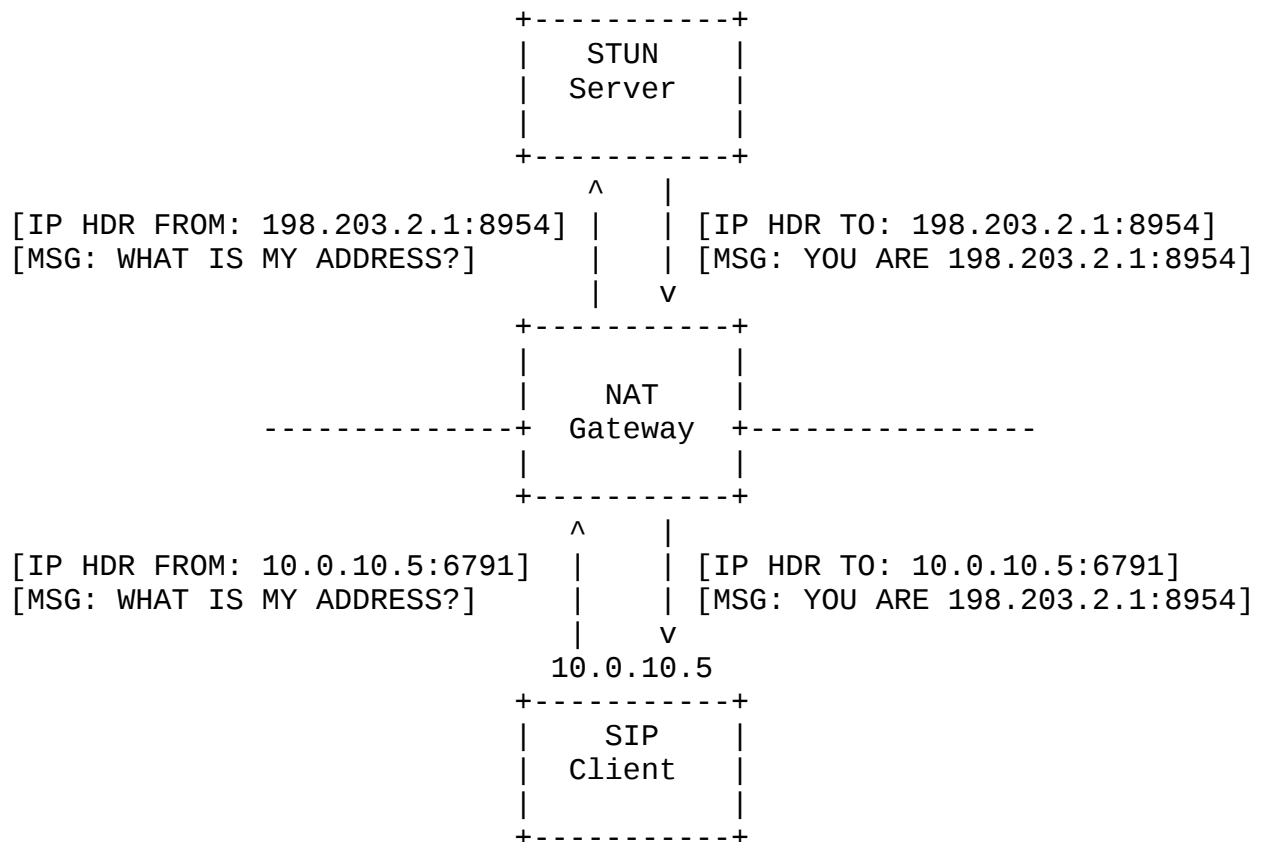 +-----------+
|    STUN    |
|   Server   |
|            |
+-----------+
^    |
[IP HDR FROM: 198.203.2.1:8954] |    | [IP HDR TO: 198.203.2.1:8954]
[MSG: WHAT IS MY ADDRESS?]      |    | [MSG: YOU ARE 198.203.2.1:8954]
|    v
+-----------+
|            |
|    NAT     |
--------------+  Gateway  +----------------
|            |
+-----------+
^    |
[IP HDR FROM: 10.0.10.5:6791]  |    | [IP HDR TO: 10.0.10.5:6791]
[MSG: WHAT IS MY ADDRESS?]     |    | [MSG: YOU ARE 198.203.2.1:8954]
|    v
10.0.10.5
+-----------+
|    SIP     |
|   Client   |
|            |
+-----------+